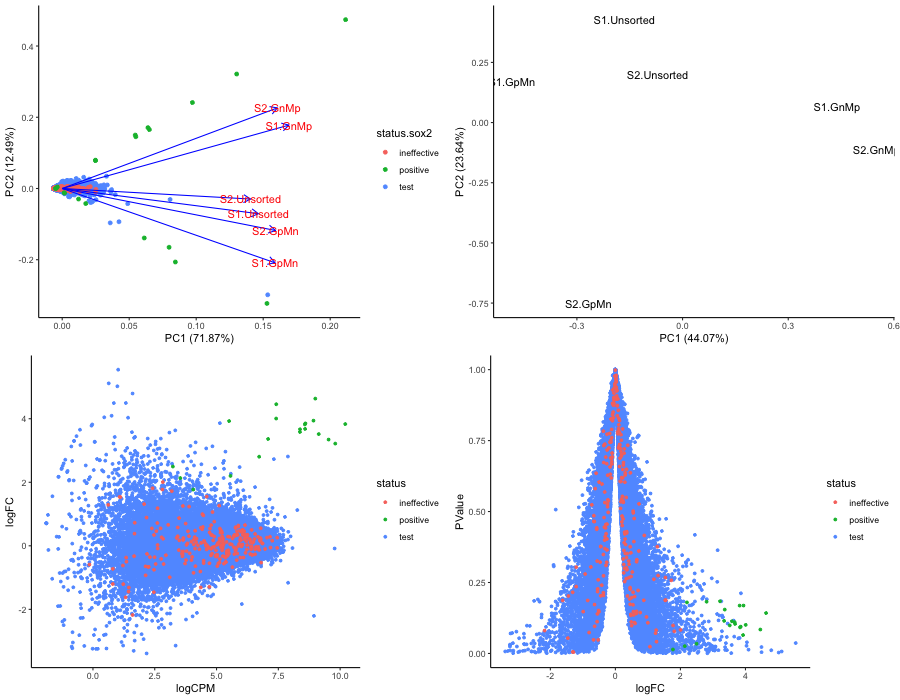 PC2 (12.49%)
0.4
0.2
0.0
-0.2
S2.GnMp
S1.GnMp
S2.Unsorted
S1.Unsorted
S2.GpMn
S1.GpMn
0.00
0.05
0.10
0.15
0.20
PC1 (71.87%)
status.sox2
ineffective
positive
test
PC2 (23.64%)
0.25
0.00
-0.25
-0.50
-0.75
S1.Unsorted
S2.Unsorted
S1.GpMn
S1.GnMp
S2.GnM
S2.GpMn
-0.3
0.0
0.3
0.6
PC1 (44.07%)
logFC
4
2
0
-2
0.0
2.5
5.0
7.5
10.0
logCPM
status
ineffective
positive
test
PValue
1.00
0.75
0.50
0.25
0.00
-2
0
2
4
logFC
status
ineffective
positive
test